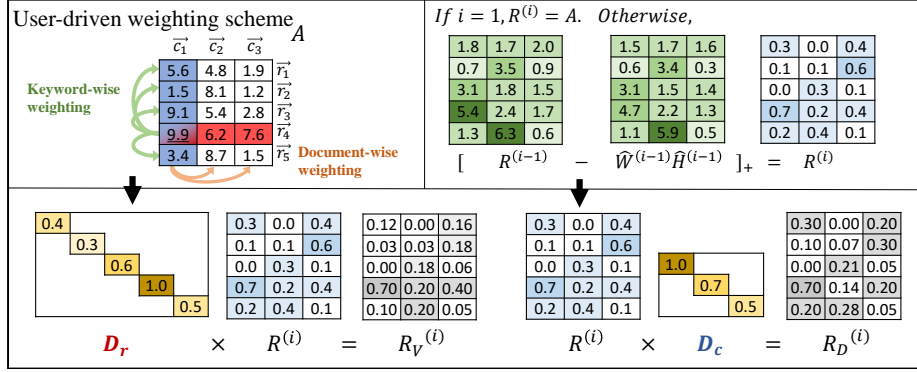 User-driven weighting scheme
A
c₁ c₂ c₃
5.6 4.8 1.9 r₁
1.5 8.1 1.2 r₂
9.1 5.4 2.8 r₃
9.9 6.2 7.6 r₄
3.4 8.7 1.5 r₅
Keyword-wise
weighting
Document-wise
weighting
If i = 1, R⁽ⁱ⁾ = A. Otherwise,
1.8 1.7 2.0
0.7 3.5 0.9
3.1 1.8 1.5
5.4 2.4 1.7
1.3 6.3 0.6
1.5 1.7 1.6
0.6 3.4 0.3
3.1 1.5 1.4
4.7 2.2 1.3
1.1 5.9 0.5
0.3 0.0 0.4
0.1 0.1 0.6
0.0 0.3 0.1
0.7 0.2 0.4
0.2 0.4 0.1
[ R⁽ⁱ⁻¹⁾ − Ŵ⁽ⁱ⁻¹⁾Ĥ⁽ⁱ⁻¹⁾ ]₊ = R⁽ⁱ⁾
0.4
0.3
0.6
1.0
0.5
0.3 0.0 0.4
0.1 0.1 0.6
0.0 0.3 0.1
0.7 0.2 0.4
0.2 0.4 0.1
0.12 0.00 0.16
0.03 0.03 0.18
0.00 0.18 0.06
0.70 0.20 0.40
0.10 0.20 0.05
D_r × R⁽ⁱ⁾ = R_V⁽ⁱ⁾
0.3 0.0 0.4
0.1 0.1 0.6
0.0 0.3 0.1
0.7 0.2 0.4
0.2 0.4 0.1
1.0
0.7
0.5
0.30 0.00 0.20
0.10 0.07 0.30
0.00 0.21 0.05
0.70 0.14 0.20
0.20 0.28 0.05
R⁽ⁱ⁾ × D_c = R_D⁽ⁱ⁾